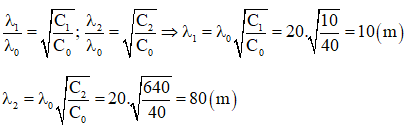 λ₁/λ₀ = √(C₁/C₀); λ₂/λ₀ = √(C₂/C₀) ⇒ λ₁ = λ₀√(C₁/C₀) = 20.√(10/40) = 10(m)
λ₂ = λ₀√(C₂/C₀) = 20.√(640/40) = 80(m)